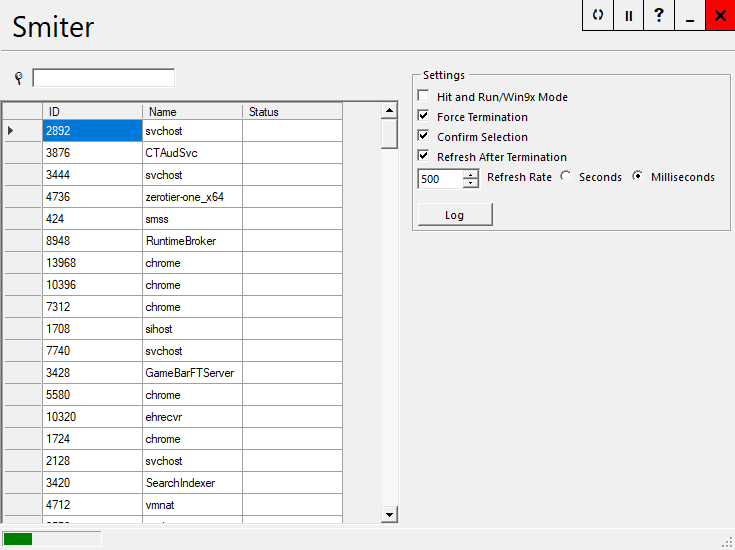 Smiter
?
ID Name Status
2892 svchost
3876 CTAudSvc
3444 svchost
4736 zerotier-one_x64
424 smss
8948 RuntimeBroker
13968 chrome
10396 chrome
7312 chrome
1708 sihost
7740 svchost
3428 GameBarFTServer
5580 chrome
10320 ehrecvr
1724 chrome
2128 svchost
3420 SearchIndexer
4712 vmnat
Settings
Hit and Run/Win9x Mode
Force Termination
Confirm Selection
Refresh After Termination
500 Refresh Rate Seconds Milliseconds
Log